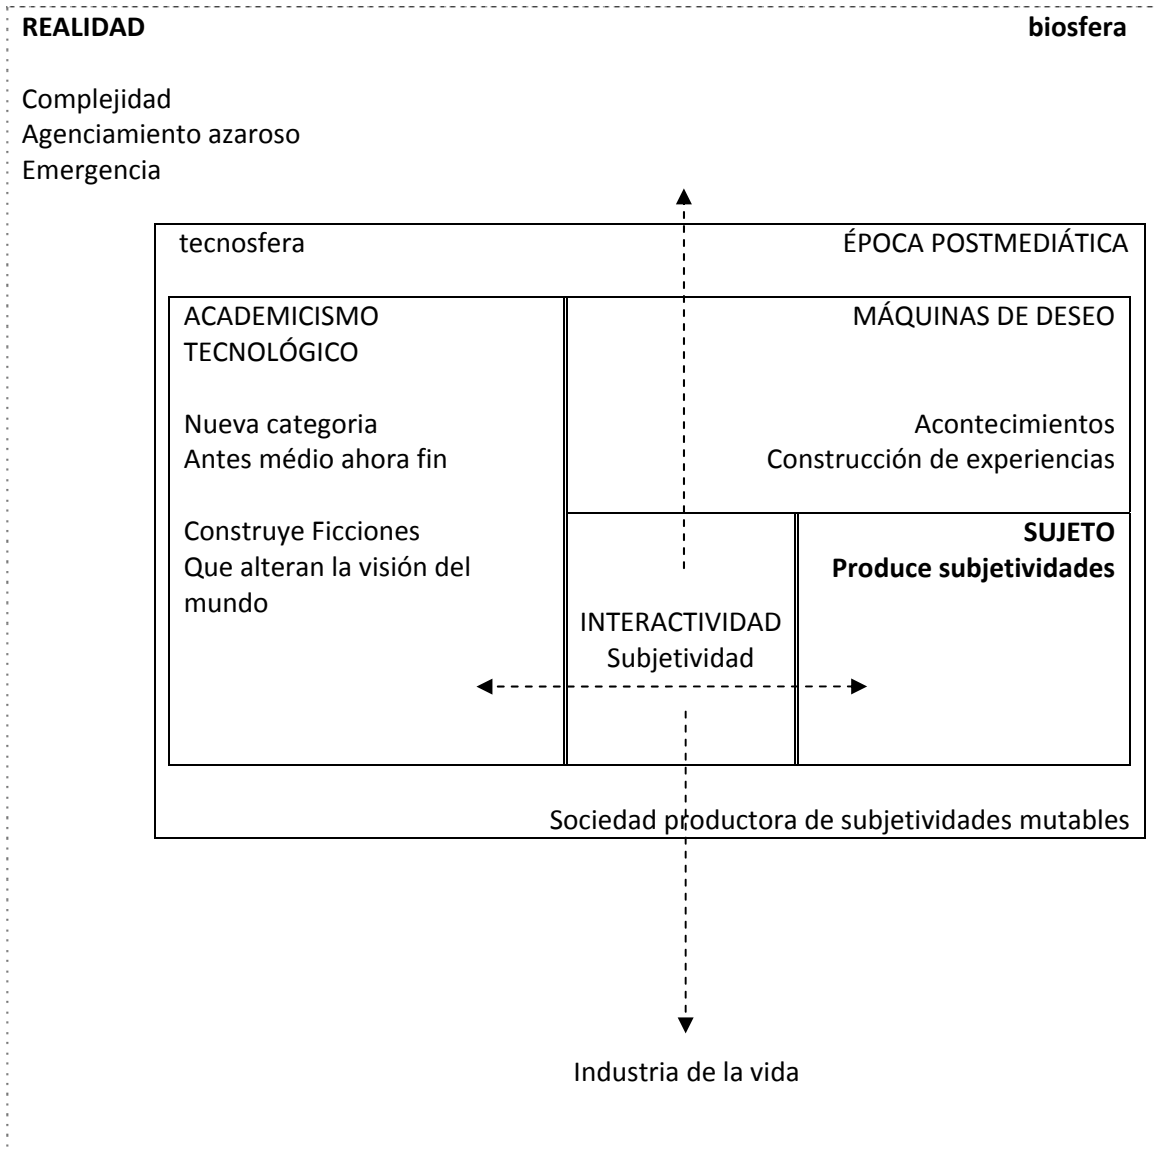 REALIDAD biosfera
Complejidad
Agenciamiento azaroso
Emergencia
tecnosfera ÉPOCA POSTMEDIÁTICA
ACADEMICISMO
TECNOLÓGICO
Nueva categoria
Antes médio ahora fin
Construye Ficciones
Que alteran la visión del
mundo
MÁQUINAS DE DESEO
Acontecimientos
Construcción de experiencias
INTERACTIVIDAD
Subjetividad
SUJETO
Produce subjetividades
Sociedad productora de subjetividades mutables
Industria de la vida